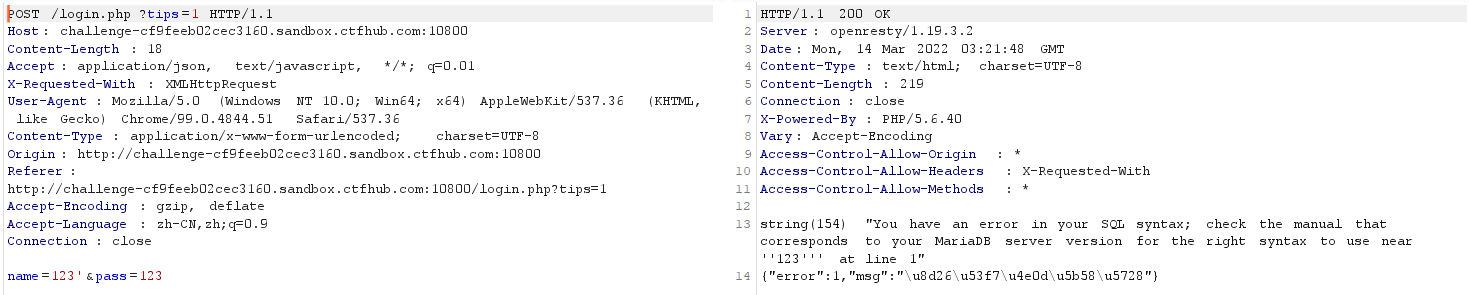 POST /login.php ?tips=1 HTTP/1.1
Host: challenge-cf9feeb02cec3160.sandbox.ctfhub.com:10800
Content-Length : 18
Accept: application/json, text/javascript, */*; q=0.01
X-Requested-With : XMLHttpRequest
User-Agent : Mozilla/5.0 (Windows NT 10.0; Win64; x64) AppleWebKit/537.36 (KHTML,
like Gecko) Chrome/99.0.4844.51 Safari/537.36
Content-Type : application/x-www-form-urlencoded; charset=UTF-8
Origin : http://challenge-cf9feeb02cec3160.sandbox.ctfhub.com:10800
Referer :
http://challenge-cf9feeb02cec3160.sandbox.ctfhub.com:10800/login.php?tips=1
Accept-Encoding : gzip, deflate
Accept-Language : zh-CN,zh;q=0.9
Connection : close

name=123'&pass=123
1 HTTP/1.1 200 OK
2 Server : openresty/1.19.3.2
3 Date : Mon, 14 Mar 2022 03:21:48 GMT
4 Content-Type : text/html; charset=UTF-8
5 Content-Length : 219
6 Connection : close
7 X-Powered-By : PHP/5.6.40
8 Vary : Accept-Encoding
9 Access-Control-Allow-Origin : *
10 Access-Control-Allow-Headers : X-Requested-With
11 Access-Control-Allow-Methods : *
12
13 string(154) "You have an error in your SQL syntax; check the manual that
corresponds to your MariaDB server version for the right syntax to use near
''123''' at line 1"
14 {"error":1,"msg":"\u8d26\u53f7\u4e0d\u5b58\u5728"}